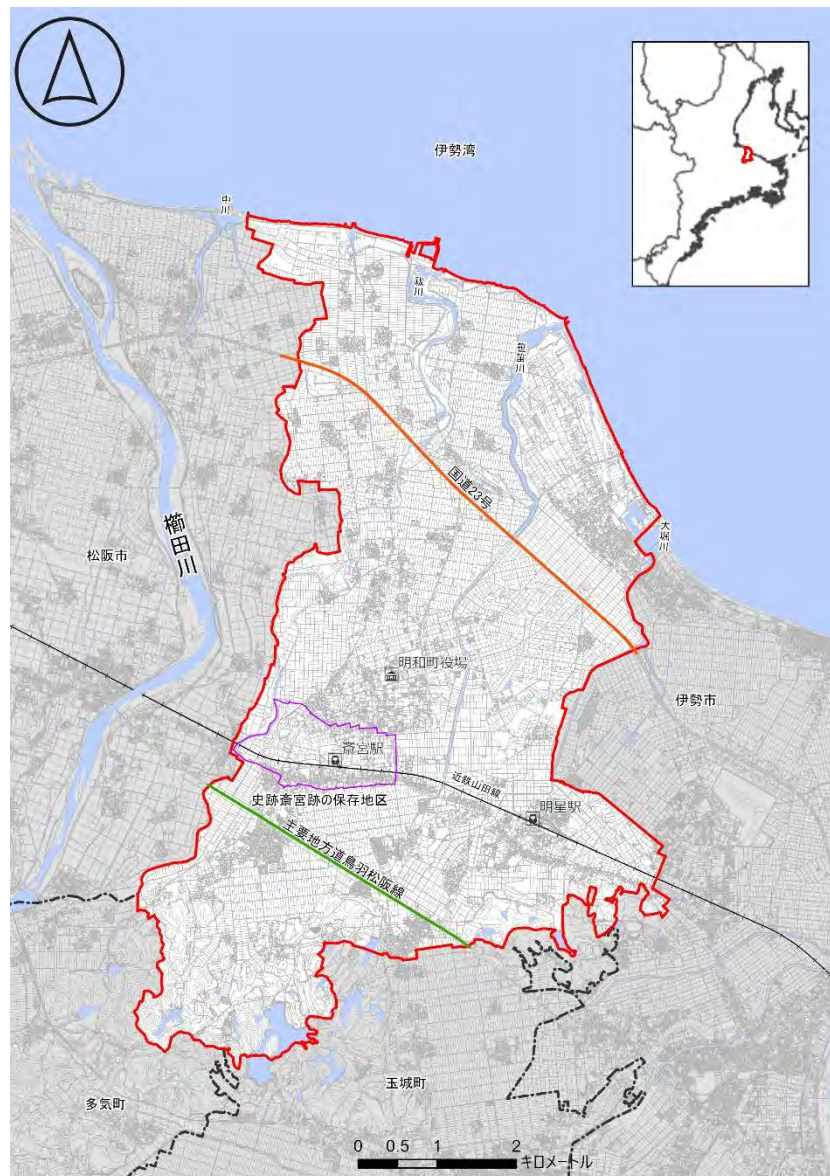 伊勢湾
中川
祓川
笹笛川
国道23号
大堀川
櫛田川
松阪市
明和町役場
伊勢市
斎宮駅
近鉄山田線
史跡斎宮跡の保存地区
明星駅
主要地方道鳥羽松阪線
玉城町
多気町
0 0.5 1 2
キロメートル